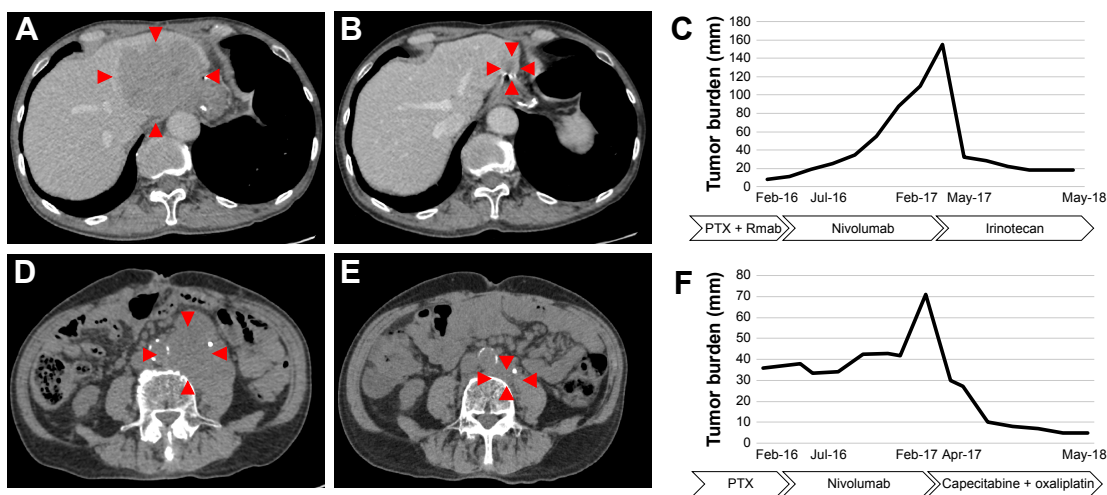 A
B
C
Tumor burden (mm)
180
160
140
120
100
80
60
40
20
0
Feb-16 Jul-16 Feb-17 May-17 May-18
PTX + Rmab Nivolumab Irinotecan
D
E
F
Tumor burden (mm)
80
70
60
50
40
30
20
10
0
Feb-16 Jul-16 Feb-17 Apr-17 May-18
PTX Nivolumab Capecitabine + oxaliplatin